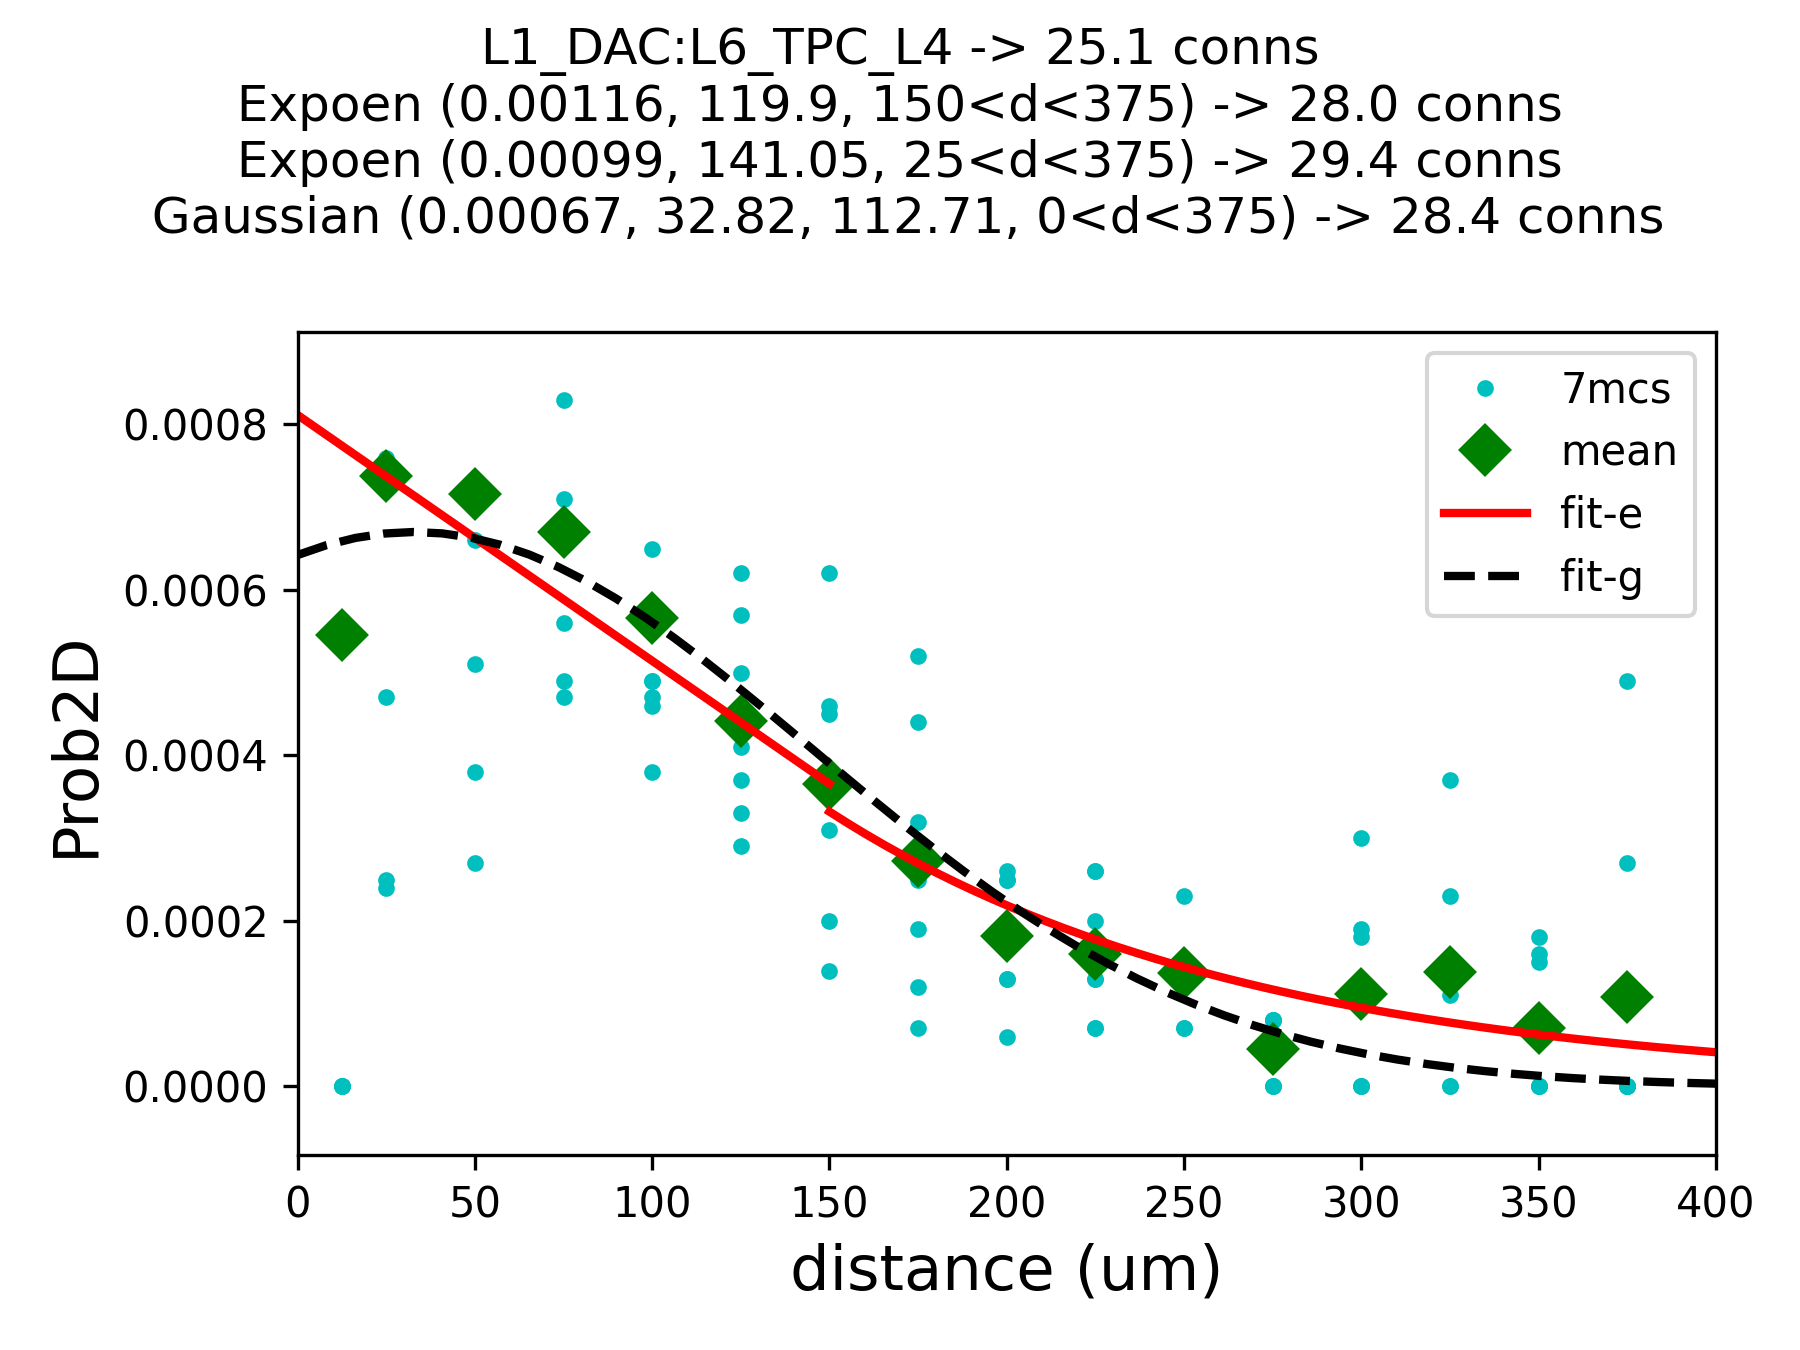 L1_DAC:L6_TPC_L4 -> 25.1 conns
Expoen (0.00116, 119.9, 150<d<375) -> 28.0 conns
Expoen (0.00099, 141.05, 25<d<375) -> 29.4 conns
Gaussian (0.00067, 32.82, 112.71, 0<d<375) -> 28.4 conns
7mcs
mean
fit-e
fit-g
Prob2D
0.0008
0.0006
0.0004
0.0002
0.0000
0 50 100 150 200 250 300 350 400
distance (um)